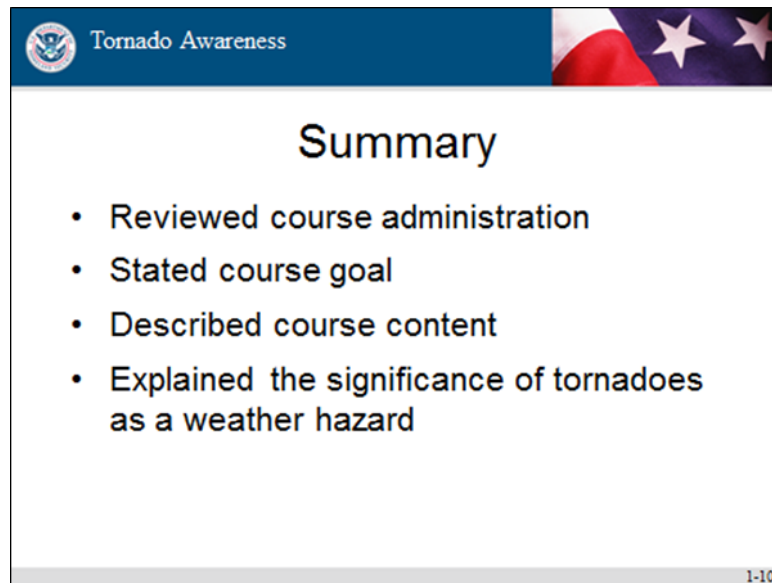 Tornado Awareness
Summary
• Reviewed course administration
• Stated course goal
• Described course content
• Explained the significance of tornadoes
as a weather hazard
1-10